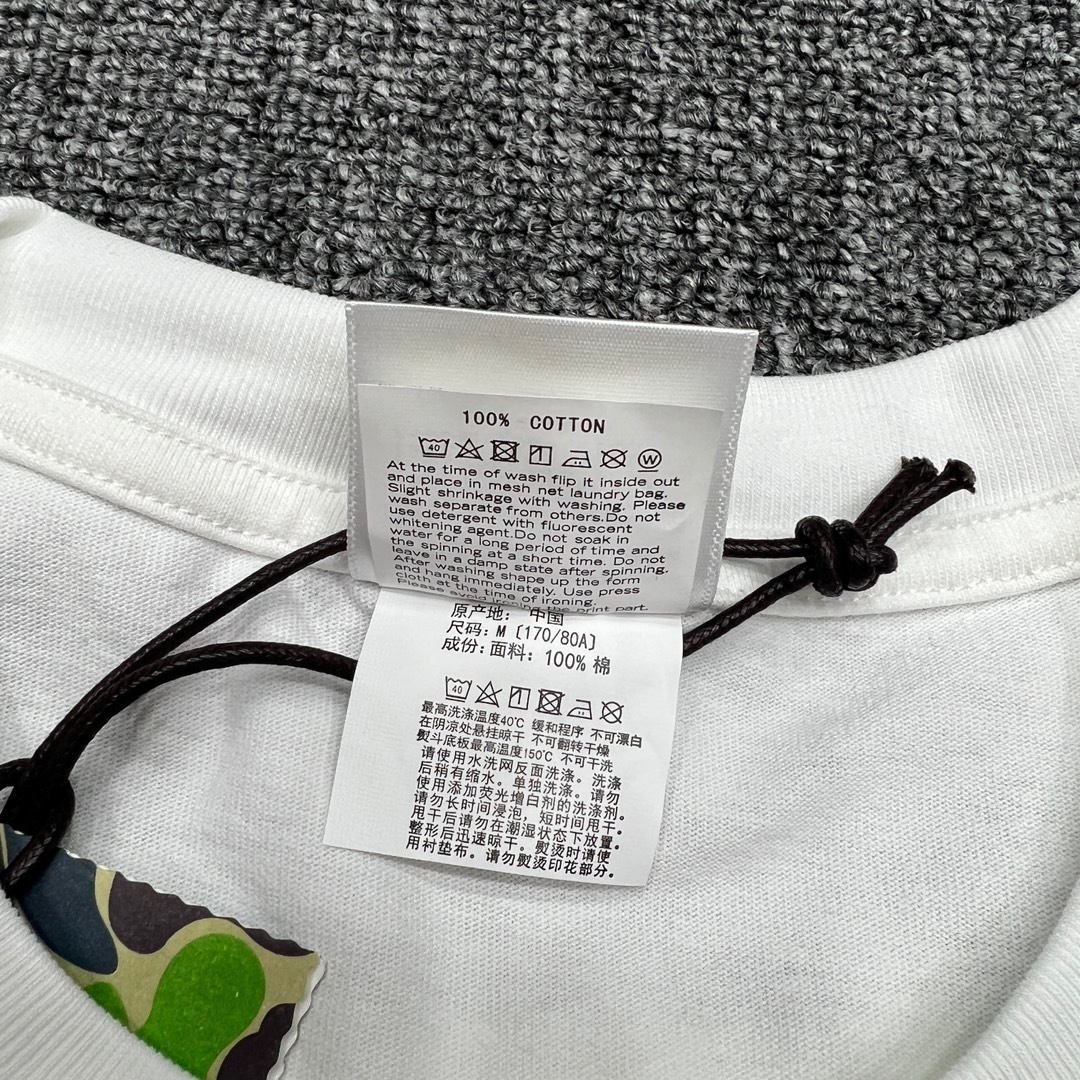 100% COTTON
40 W
At the time of wash flip it inside out
and place in mesh net laundry bag.
Slight shrinkage with washing. Please
wash separate from others.Do not
use detergent with fluorescent
whitening agent.Do not soak in
water for a long period of time and
the spinning at a short time. Do not
leave in a damp state after spinning.
After washing shape up the form
and hang immediately. Use press
cloth at the time of ironing.
Please avoid ironing the print part.
原产地: 中国
尺码: M [170/80A]
成份: 面料: 100% 棉
40
最高洗涤温度40℃ 缓和程序 不可漂白
在阴凉处悬挂晾干 不可翻转干燥
熨斗底板最高温度150℃ 不可干洗
请使用水洗网反面洗涤。洗涤
后稍有缩水。单独洗涤。请勿
使用添加荧光增白剂的洗涤剂。
请勿长时间浸泡，短时间甩干。
甩干后请勿在潮湿状态下放置。
整形后迅速晾干。熨烫时请使
用衬垫布。请勿熨烫印花部分。